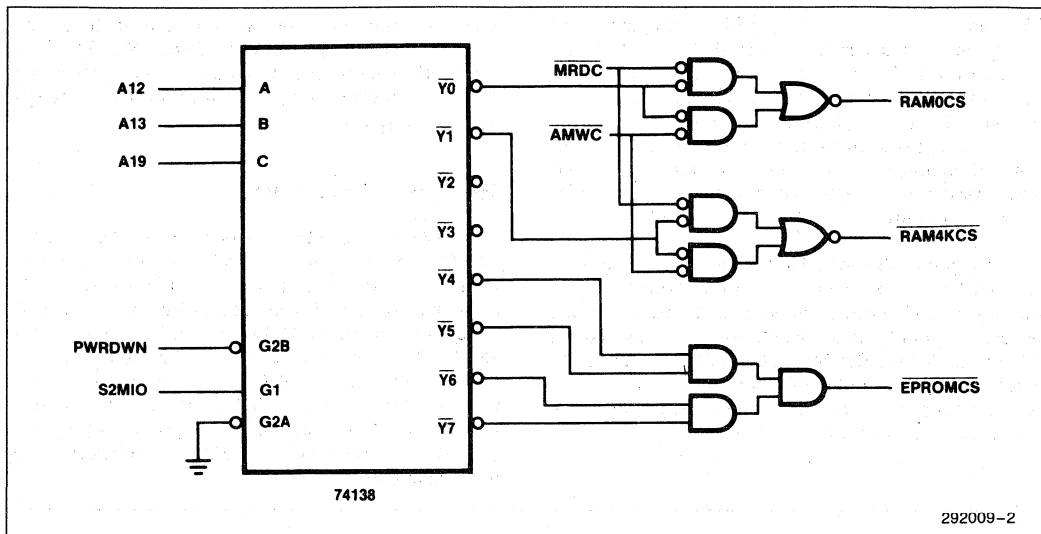 A12
A13
A19
PWRDWN
S2MIO
A
B
C
G2B
G1
G2A
Y0
Y1
Y2
Y3
Y4
Y5
Y6
Y7
74138
MRDC
AMWC
RAM0CS
RAM4KCS
EPROMCS
292009-2